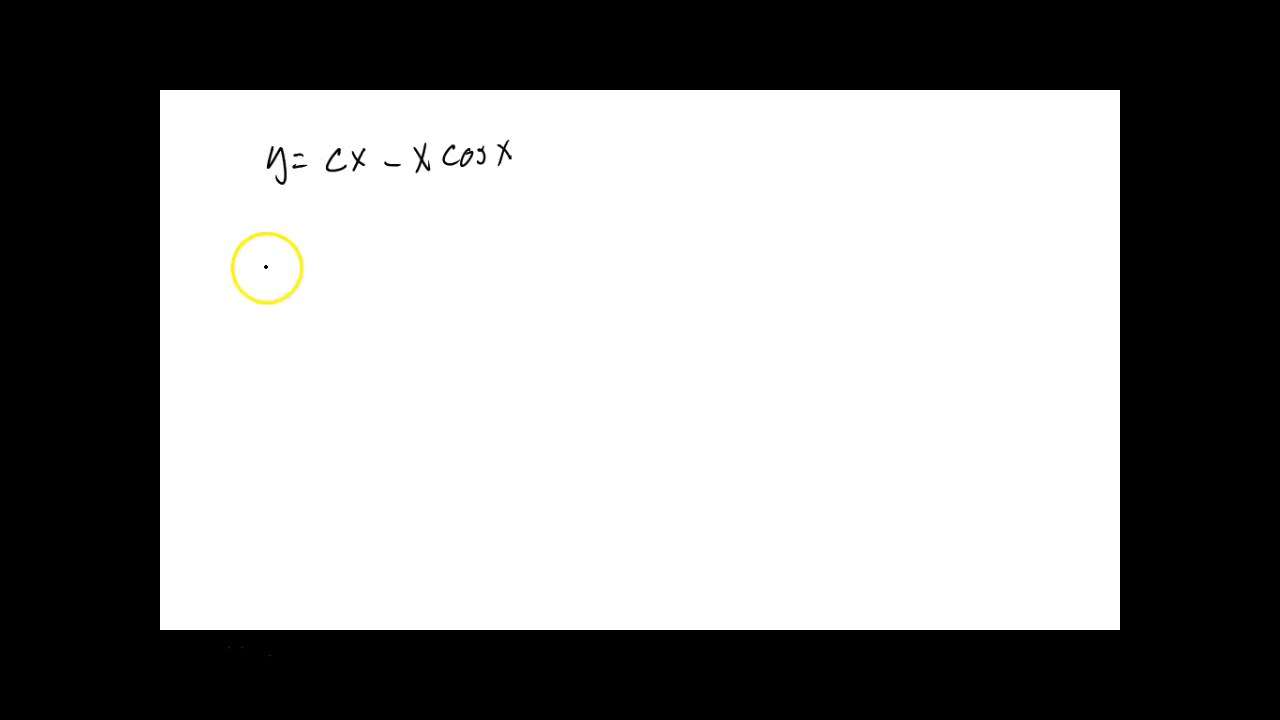 y = cx - x cos x